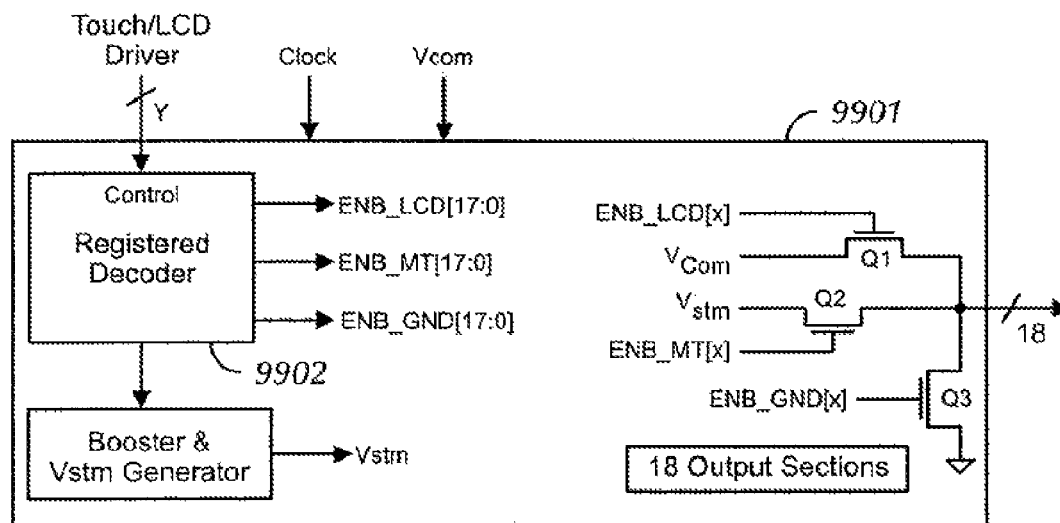 Touch/LCD
Driver
Y
Clock
Vcom
9901
Control
Registered
Decoder
ENB_LCD[17:0]
ENB_MT[17:0]
ENB_GND[17:0]
9902
Booster &
Vstm Generator
Vstm
ENB_LCD[x]
VCom
Q1
Vstm
Q2
ENB_MT[x]
18
ENB_GND[x]
Q3
18 Output Sections